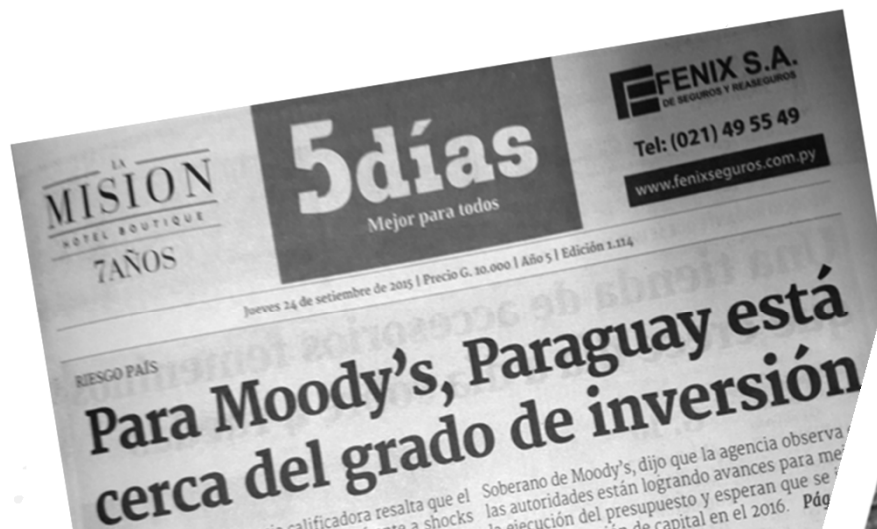 LA
MISION
HOTEL BOUTIQUE
7AÑOS
5días
Mejor para todos
FENIX S.A.
DE SEGUROS Y REASEGUROS
Tel: (021) 49 55 49
www.fenixseguros.com.py
Jueves 24 de setiembre de 2015 | Precio G. 10.000 | Año 5 | Edición 1.114
RIESGO PAÍS
Para Moody's, Paraguay está
cerca del grado de inversión
calificadora resalta que el
a shocks
Soberano de Moody's, dijo que la agencia observa
las autoridades están logrando avances para
ejecución del presupuesto y esperan que se
de capital en el 2016. Pág